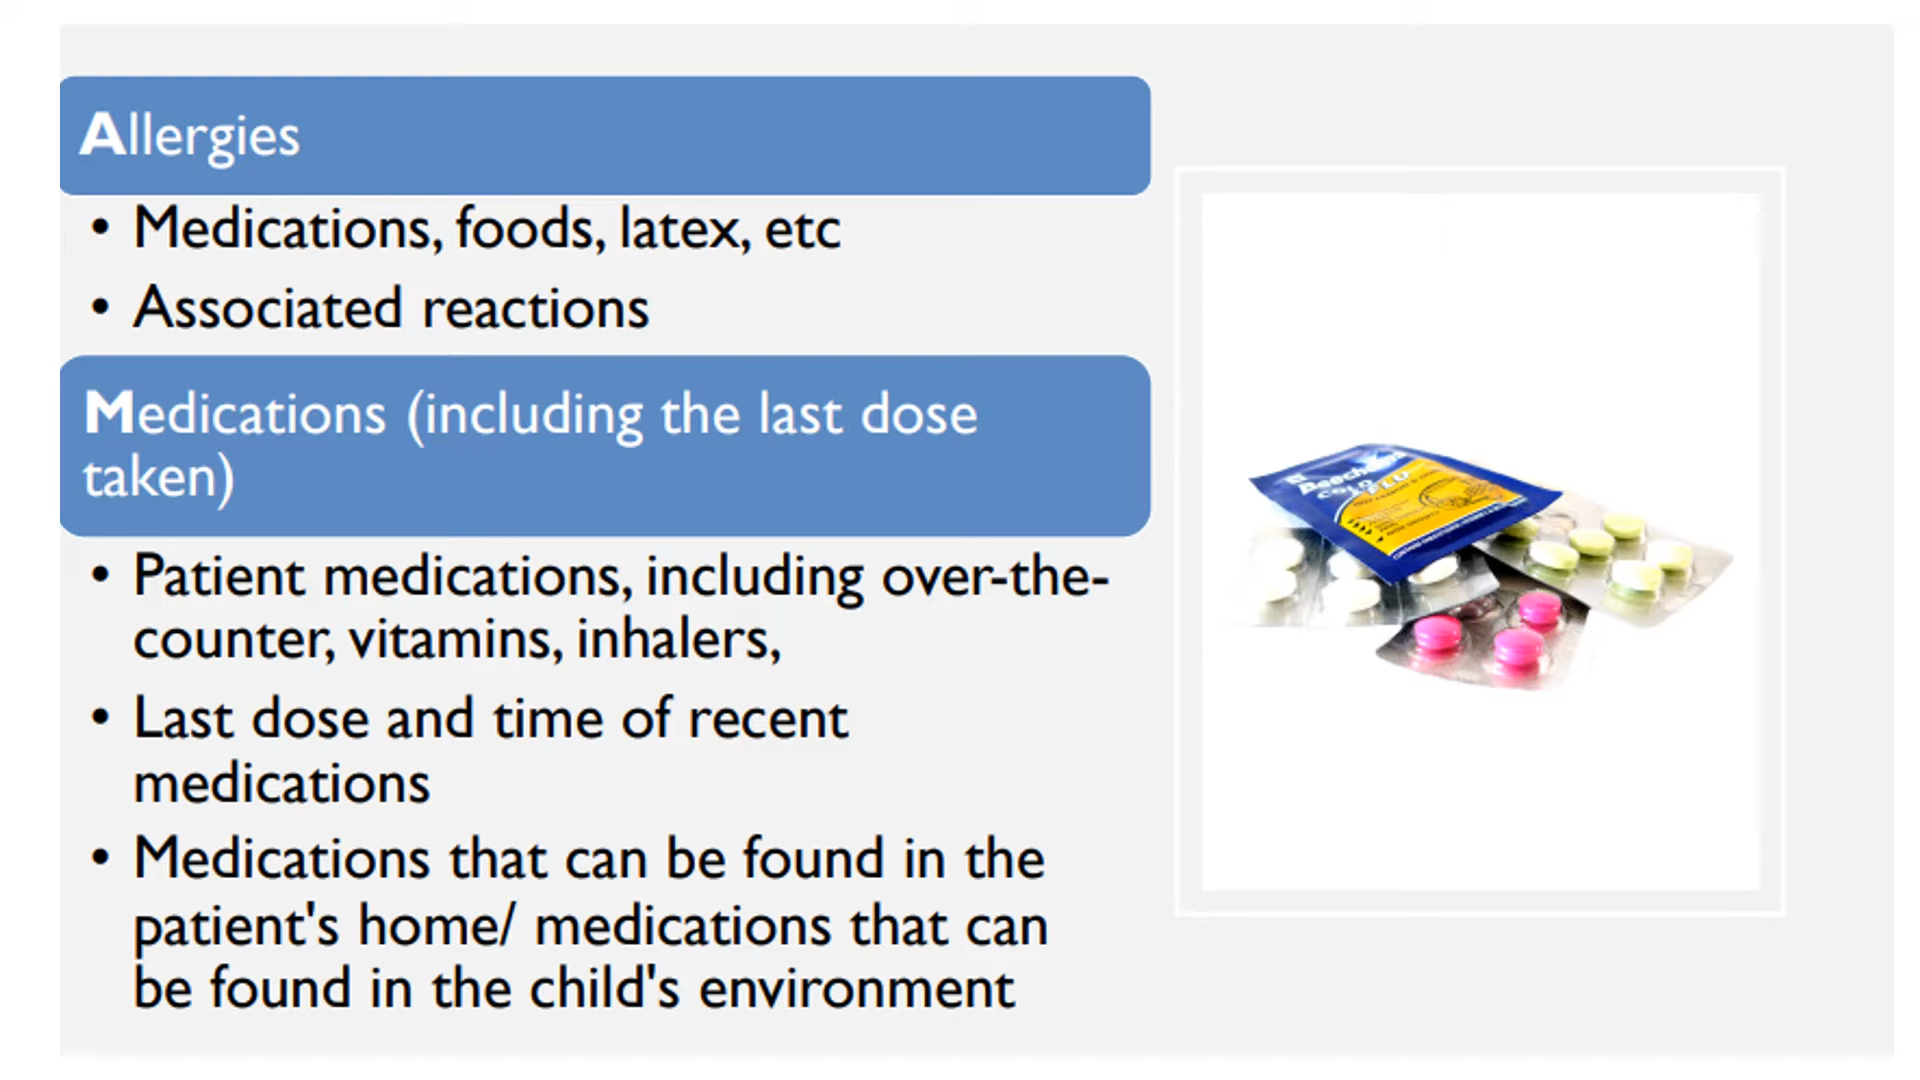 Allergies
• Medications, foods, latex, etc
• Associated reactions
Medications (including the last dose
taken)
• Patient medications, including over-the-
counter, vitamins, inhalers,
• Last dose and time of recent
medications
• Medications that can be found in the
patient's home/ medications that can
be found in the child's environment
COLD & FLU